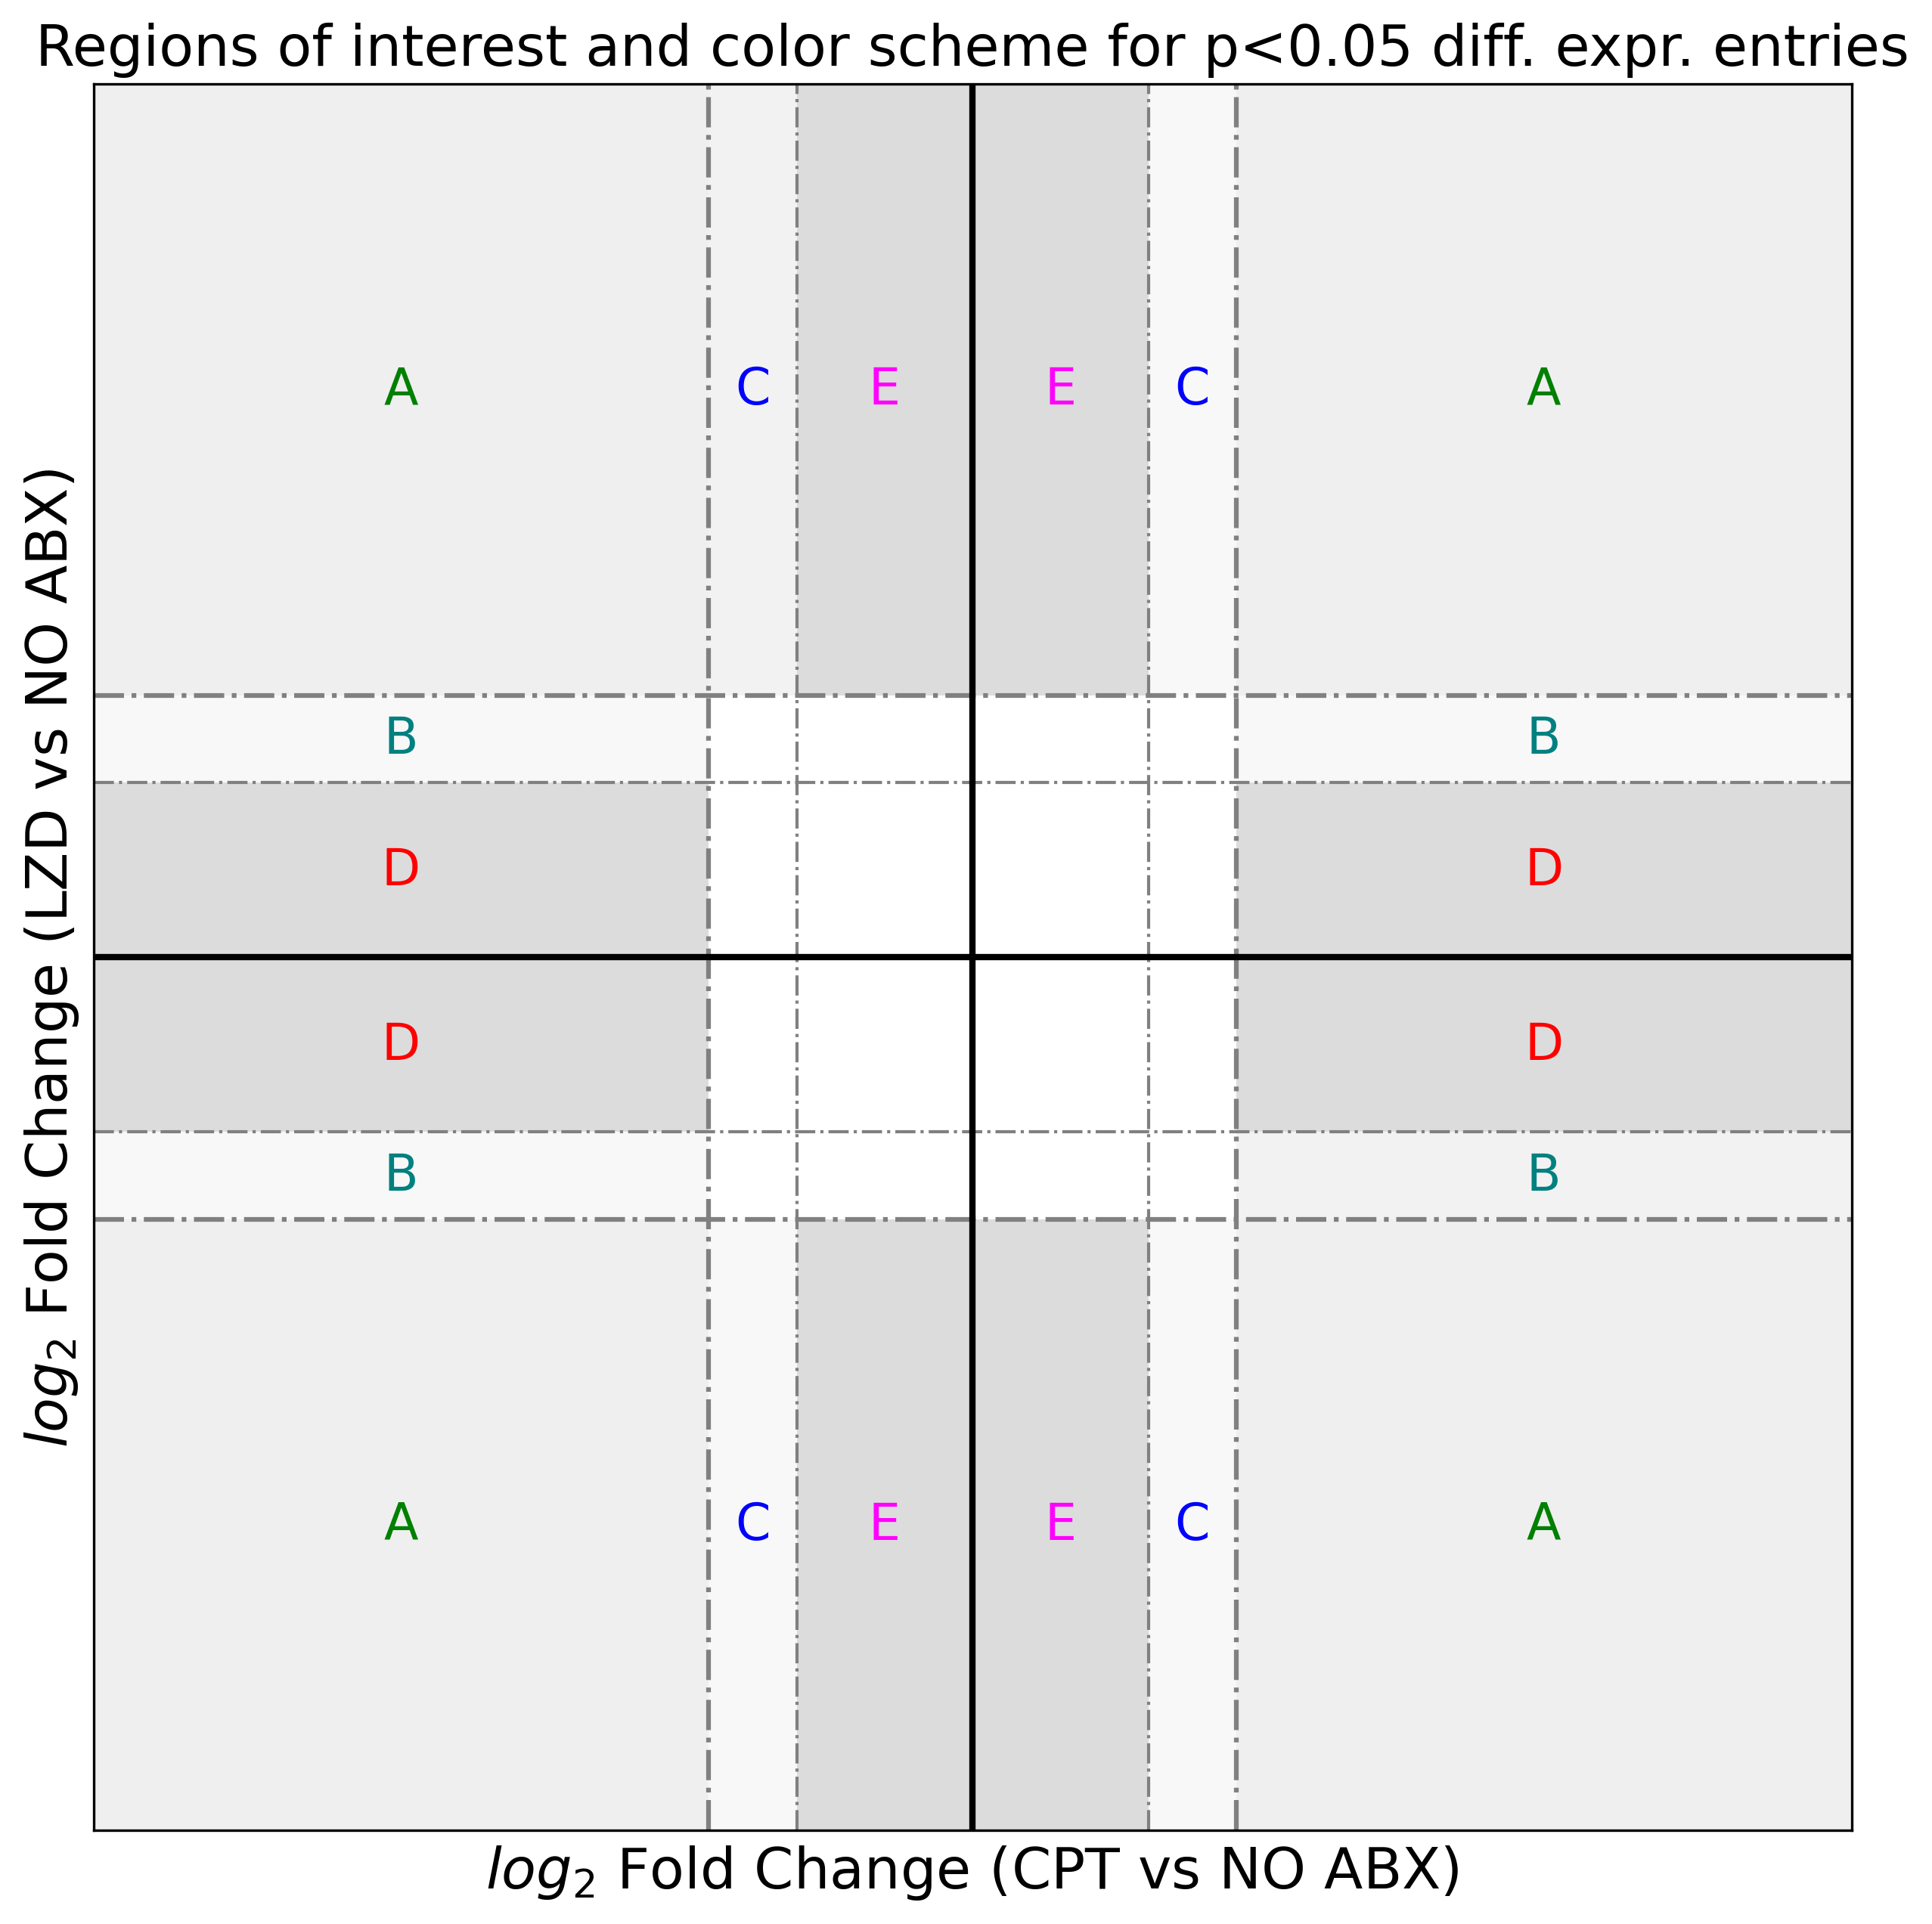 Regions of interest and color scheme for p<0.05 diff. expr. entries
log₂ Fold Change (LZD vs NO ABX)
A C E E C A
B B
D D
D D
B B
A C E E C A
log₂ Fold Change (CPT vs NO ABX)